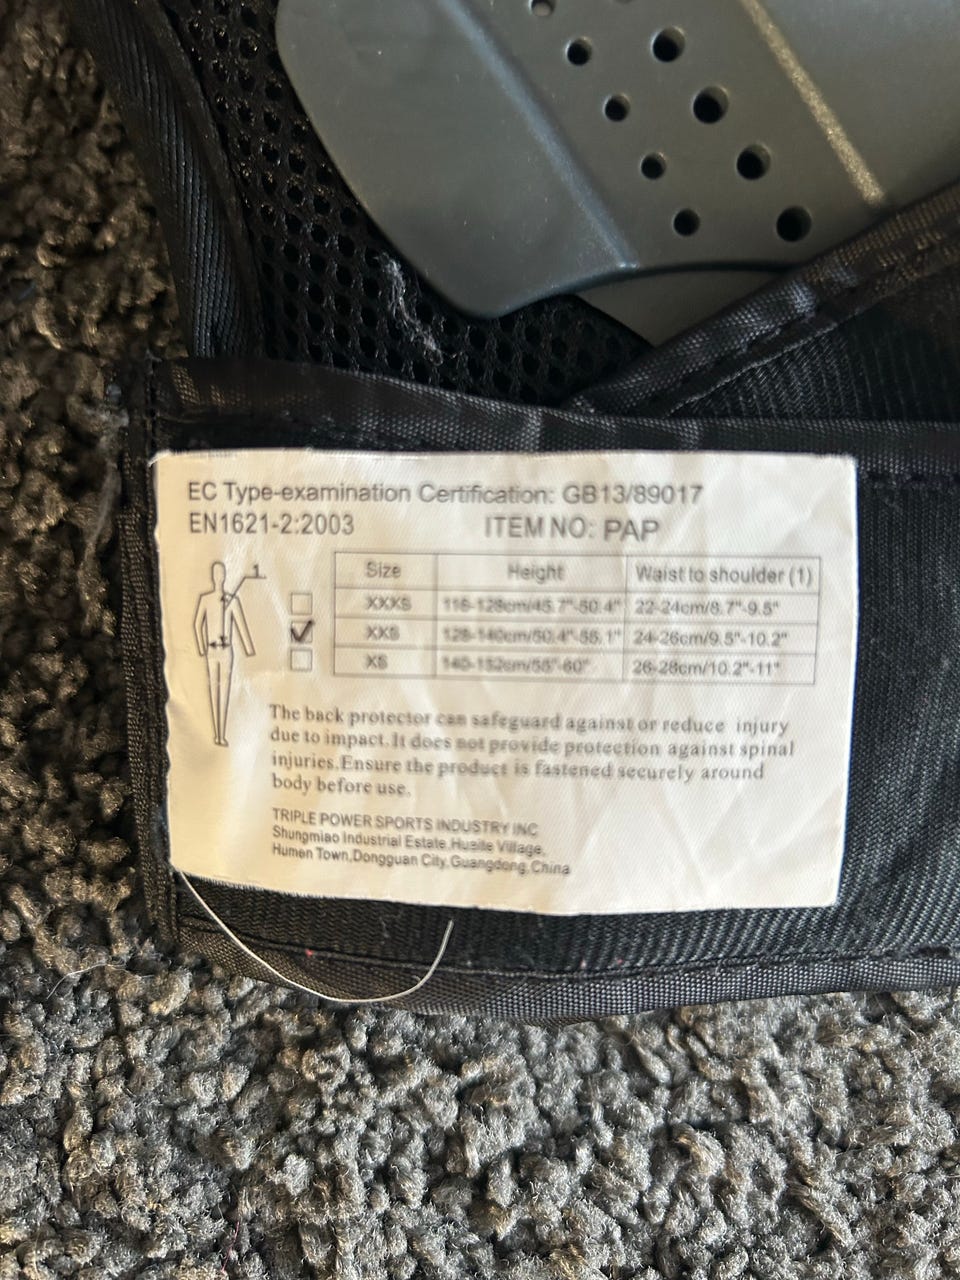 EC Type-examination Certification: GB13/89017
EN1621-2:2003 ITEM NO: PAP
1
Size Height Waist to shoulder (1)
XXXS 116-128cm/45.7"-50.4" 22-24cm/8.7"-9.5"
XXS 128-140cm/50.4"-55.1" 24-26cm/9.5"-10.2"
XS 140-152cm/55"-60" 26-28cm/10.2"-11"
The back protector can safeguard against or reduce injury
due to impact.It does not provide protection against spinal
injuries.Ensure the product is fastened securely around
body before use.
TRIPLE POWER SPORTS INDUSTRY INC
Shungmiao Industrial Estate,Huaite Village,
Humen Town,Dongguan City,Guangdong,China